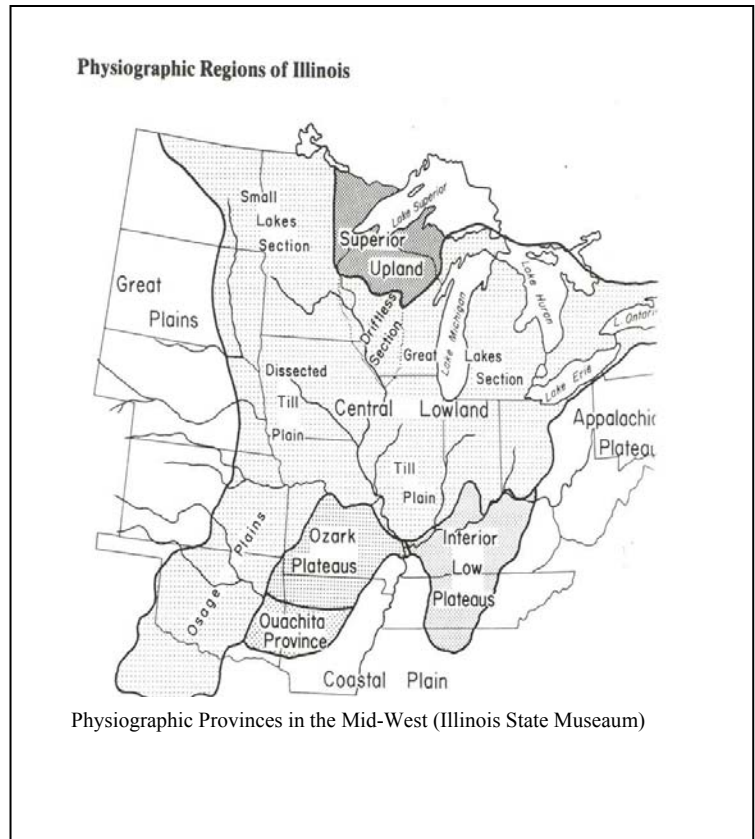 Physiographic Regions of Illinois
Small
Lakes
Section
Lake Superior
Superior
Upland
Great
Plains
Driftless
Section
Lake Michigan
Lake Huron
L. Ontario
Great Lakes
Section
Lake Erie
Dissected
Till
Plain
Central Lowland
Appalachic
Plateau
Till
Plain
Plains
Osage
Ozark
Plateaus
Interior
Low
Plateaus
Ouachita
Province
Coastal Plain
Physiographic Provinces in the Mid-West (Illinois State Museaum)